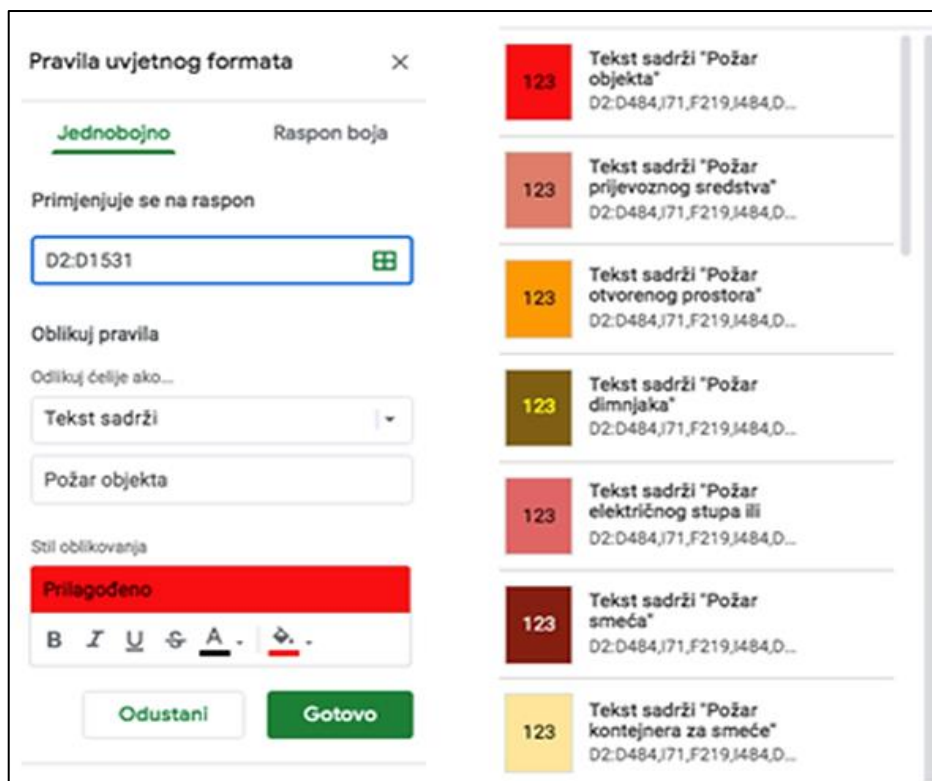 Pravila uvjetnog formata
Jednobojno
Raspon boja
Primjenjuje se na raspon
D2:D1531
Oblikuj pravila
Odlikuj ćelije ako...
Tekst sadrži
Požar objekta
Stil oblikovanja
Prilagođeno
B I U S A
Odustani
Gotovo
123
Tekst sadrži "Požar
objekta"
D2:D484,I71,F219,I484,D...
123
Tekst sadrži "Požar
prijevoznog sredstva"
D2:D484,I71,F219,I484,D...
123
Tekst sadrži "Požar
otvorenog prostora"
D2:D484,I71,F219,I484,D...
123
Tekst sadrži "Požar
dimnjaka"
D2:D484,I71,F219,I484,D...
123
Tekst sadrži "Požar
električnog stupa ili
D2:D484,I71,F219,I484,D...
123
Tekst sadrži "Požar
smeća"
D2:D484,I71,F219,I484,D...
123
Tekst sadrži "Požar
kontejnera za smeće"
D2:D484,I71,F219,I484,D...